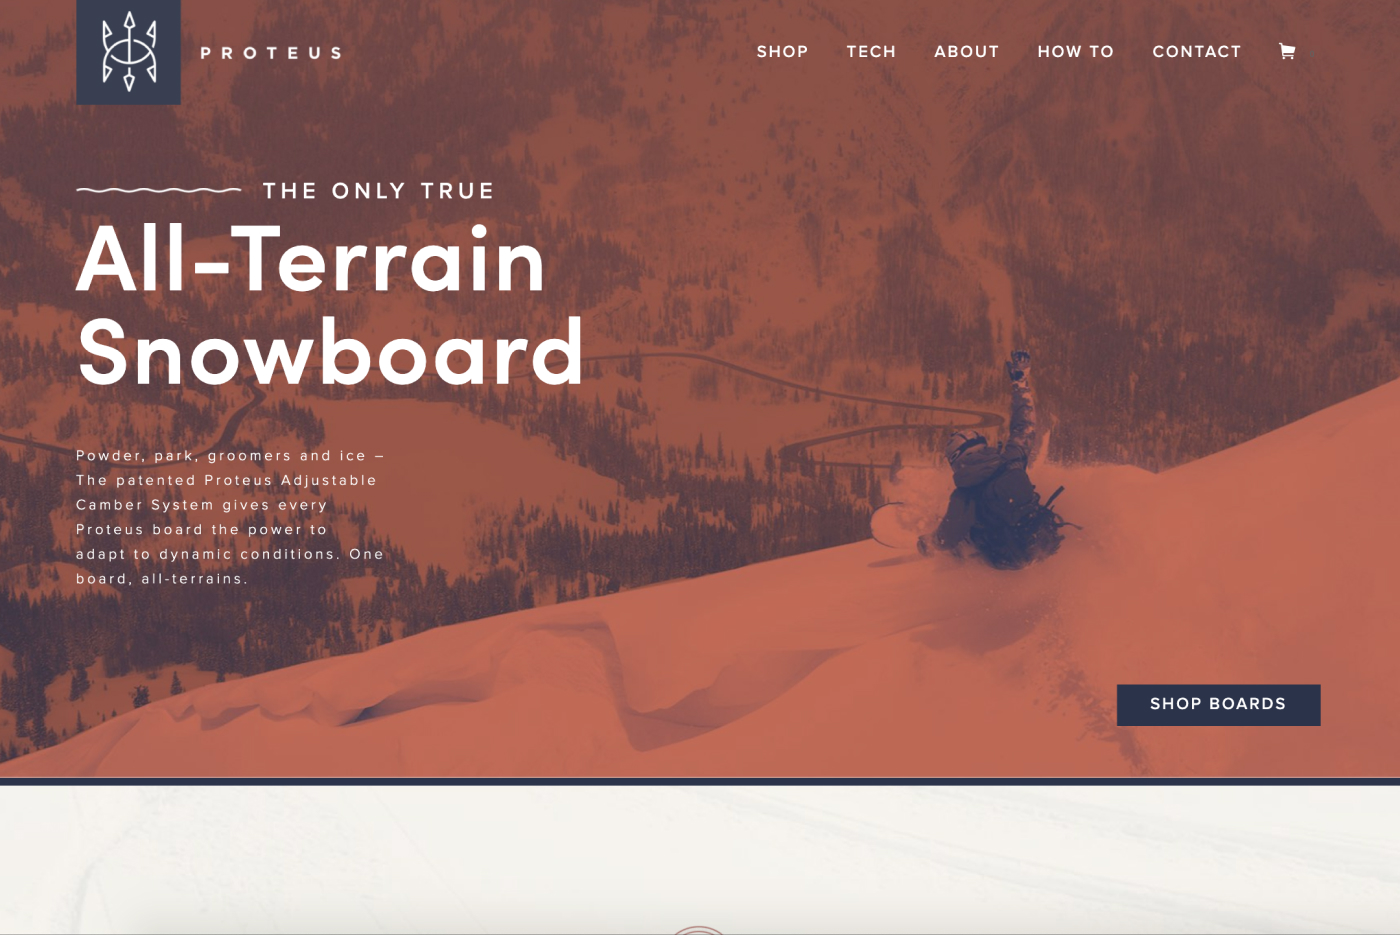 PROTEUS
SHOP TECH ABOUT HOW TO CONTACT
THE ONLY TRUE
All-Terrain
Snowboard
Powder, park, groomers and ice –
The patented Proteus Adjustable
Camber System gives every
Proteus board the power to
adapt to dynamic conditions. One
board, all-terrains.
SHOP BOARDS